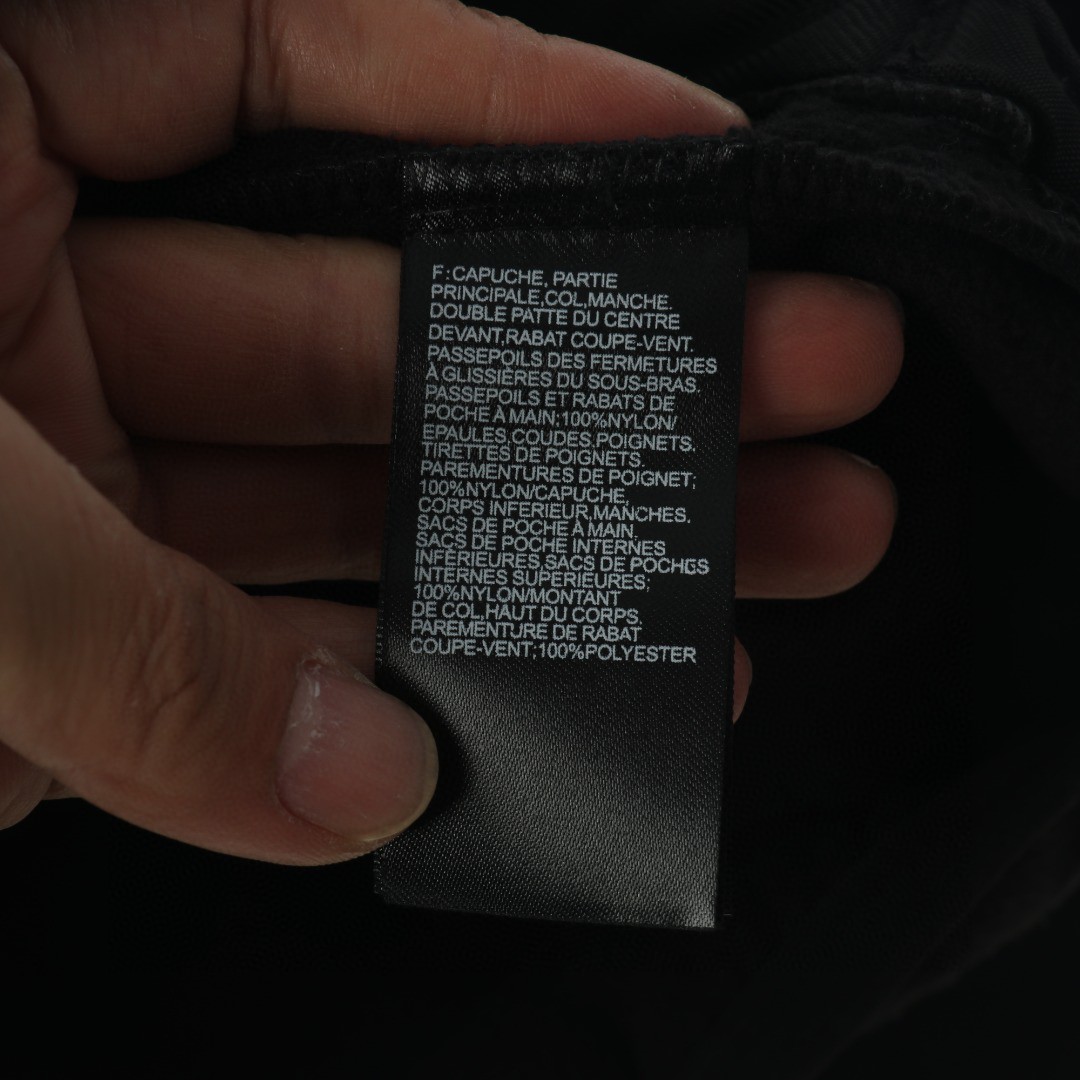 F:CAPUCHE, PARTIE
PRINCIPALE,COL,MANCHE.
DOUBLE PATTE DU CENTRE
DEVANT,RABAT COUPE-VENT.
PASSEPOILS DES FERMETURES
À GLISSIÈRES DU SOUS-BRAS.
PASSEPOILS ET RABATS DE
POCHE À MAIN;100%NYLON/
EPAULES,COUDES,POIGNETS.
TIRETTES DE POIGNETS.
PAREMENTURES DE POIGNET;
100%NYLON/CAPUCHE,
CORPS INFERIEUR,MANCHES.
SACS DE POCHE À MAIN.
SACS DE POCHE INTERNES
INFÈRIEURES,SACS DE POCHES
INTERNES SUPERIEURES;
100%NYLON/MONTANT
DE COL,HAUT DU CORPS.
PAREMENTURE DE RABAT
COUPE-VENT;100%POLYESTER